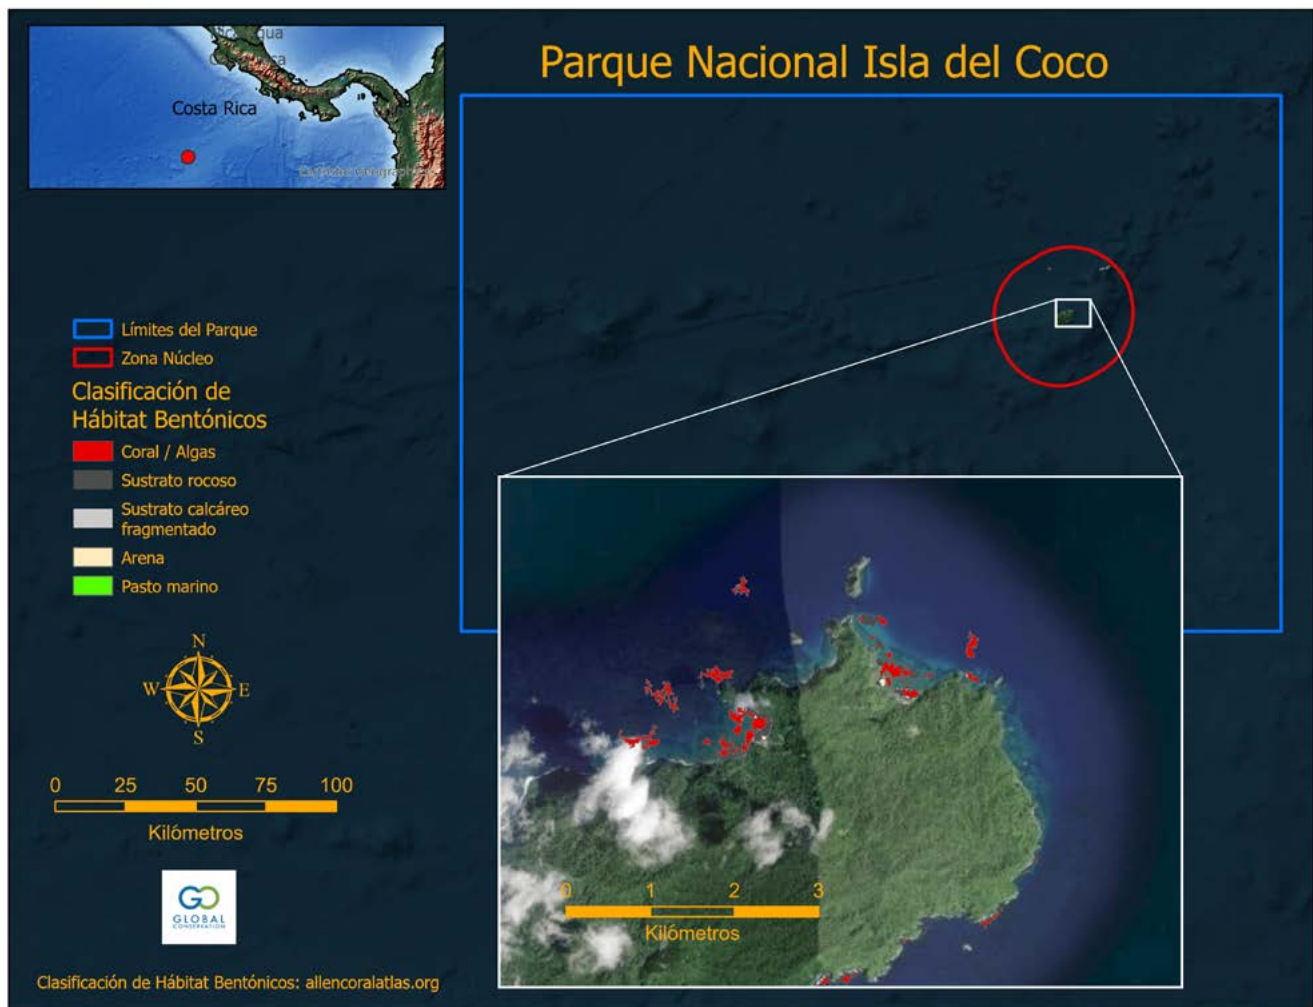 Parque Nacional Isla del Coco
Costa Rica
Límites del Parque
Zona Núcleo
Clasificación de
Hábitat Bentónicos
Coral / Algas
Sustrato rocoso
Sustrato calcáreo
fragmentado
Arena
Pasto marino
N
W E
S
0 25 50 75 100
Kilómetros
0 1 2 3
Kilómetros
GO
GLOBAL
CONSERVATION
Clasificación de Hábitat Bentónicos: allencoralatlas.org